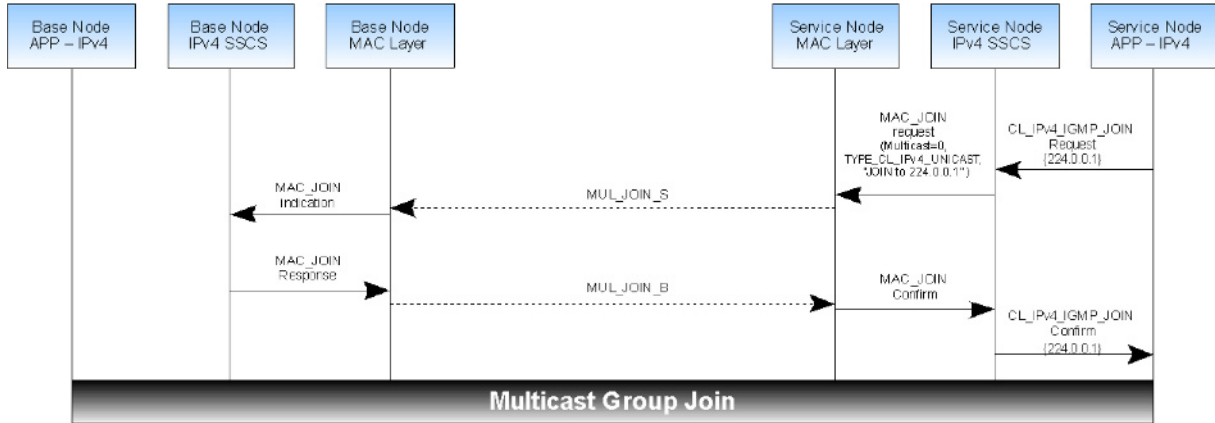 Base Node
APP – IPv4
Base Node
IPv4 SSCS
Base Node
MAC Layer
Service Node
MAC Layer
Service Node
IPv4 SSCS
Service Node
APP – IPv4
MAC_JOIN
request
(Multicast=0,
TYPE_CL_IPv4_UNICAST,
"JOIN to 224.0.0.1")
CL_IPv4_IGMP_JOIN
Request
(224.0.0.1)
MAC_JOIN
indication
MUL_JOIN_S
MAC_JOIN
Response
MUL_JOIN_B
MAC_JOIN
Confirm
CL_IPv4_IGMP_JOIN
Confirm
(224.0.0.1)
Multicast Group Join